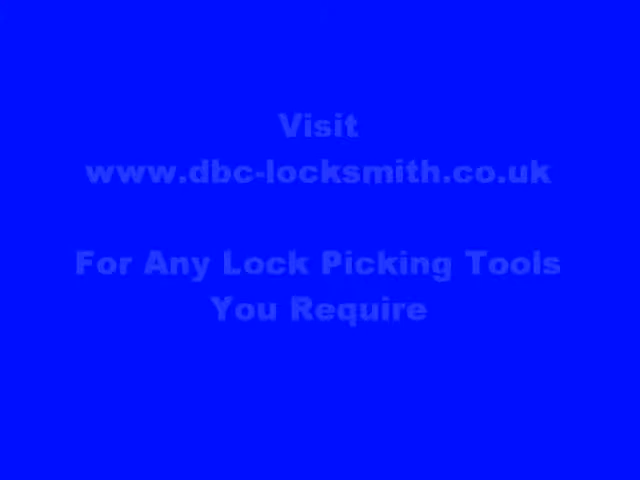 Visit
www.dbc-locksmith.co.uk
For Any Lock Picking Tools
You Require